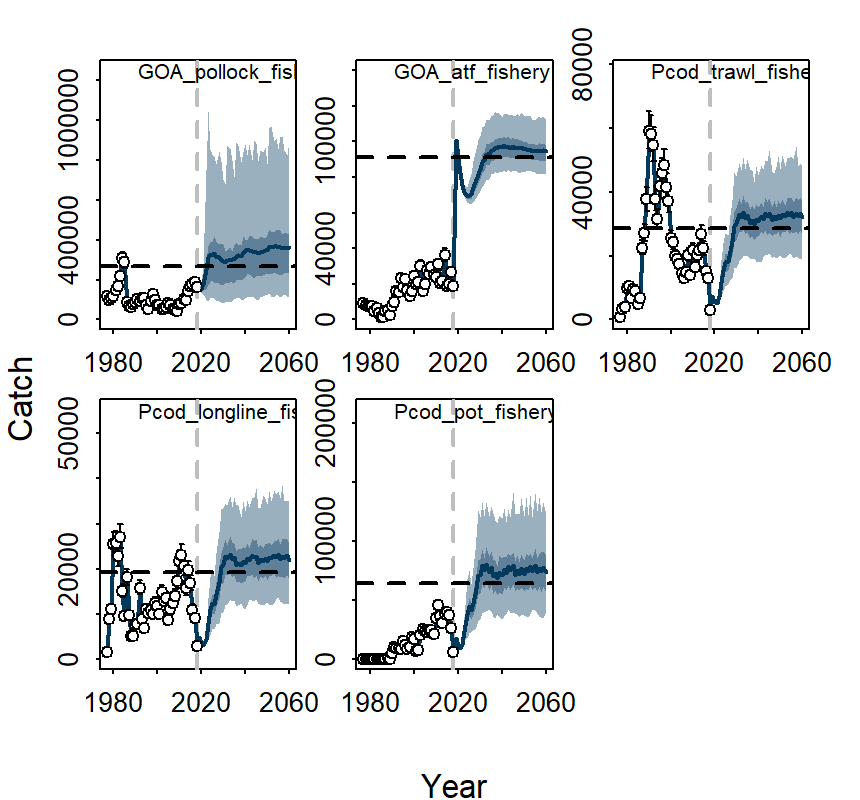 GOA_pollock_fish
GOA_atf_fishery
Pcod_trawl_fishe
0 400000 1000000
0 40000 100000
0 40000 80000
1980 2020 2060
1980 2020 2060
1980 2020 2060
Catch
Pcod_longline_fis
Pcod_pot_fishery
0 20000 50000
0 100000 200000
1980 2020 2060
1980 2020 2060
Year